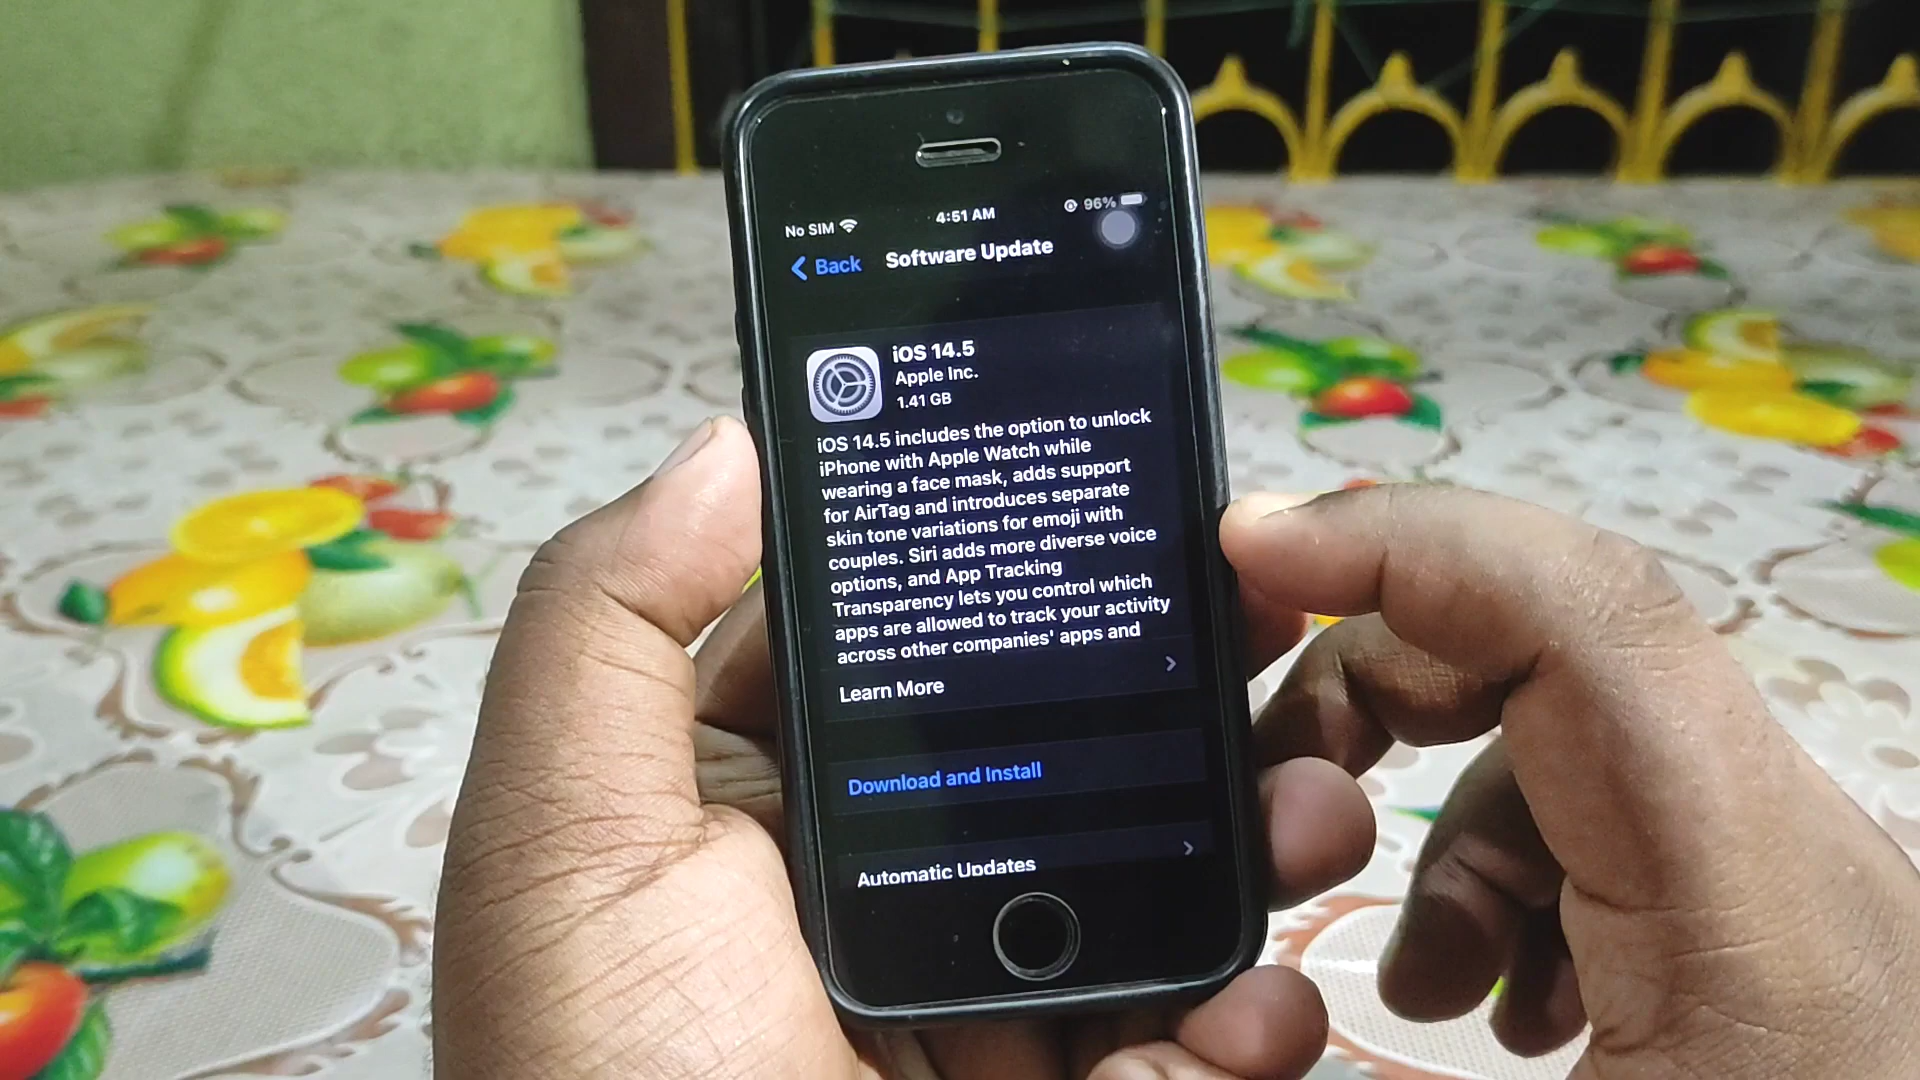 No SIM 4:51 AM 96%
Back Software Update
iOS 14.5
Apple Inc.
1.41 GB
iOS 14.5 includes the option to unlock
iPhone with Apple Watch while
wearing a face mask, adds support
for AirTag and introduces separate
skin tone variations for emoji with
couples. Siri adds more diverse voice
options, and App Tracking
Transparency lets you control which
apps are allowed to track your activity
across other companies' apps and
Learn More
Download and Install
Automatic Updates